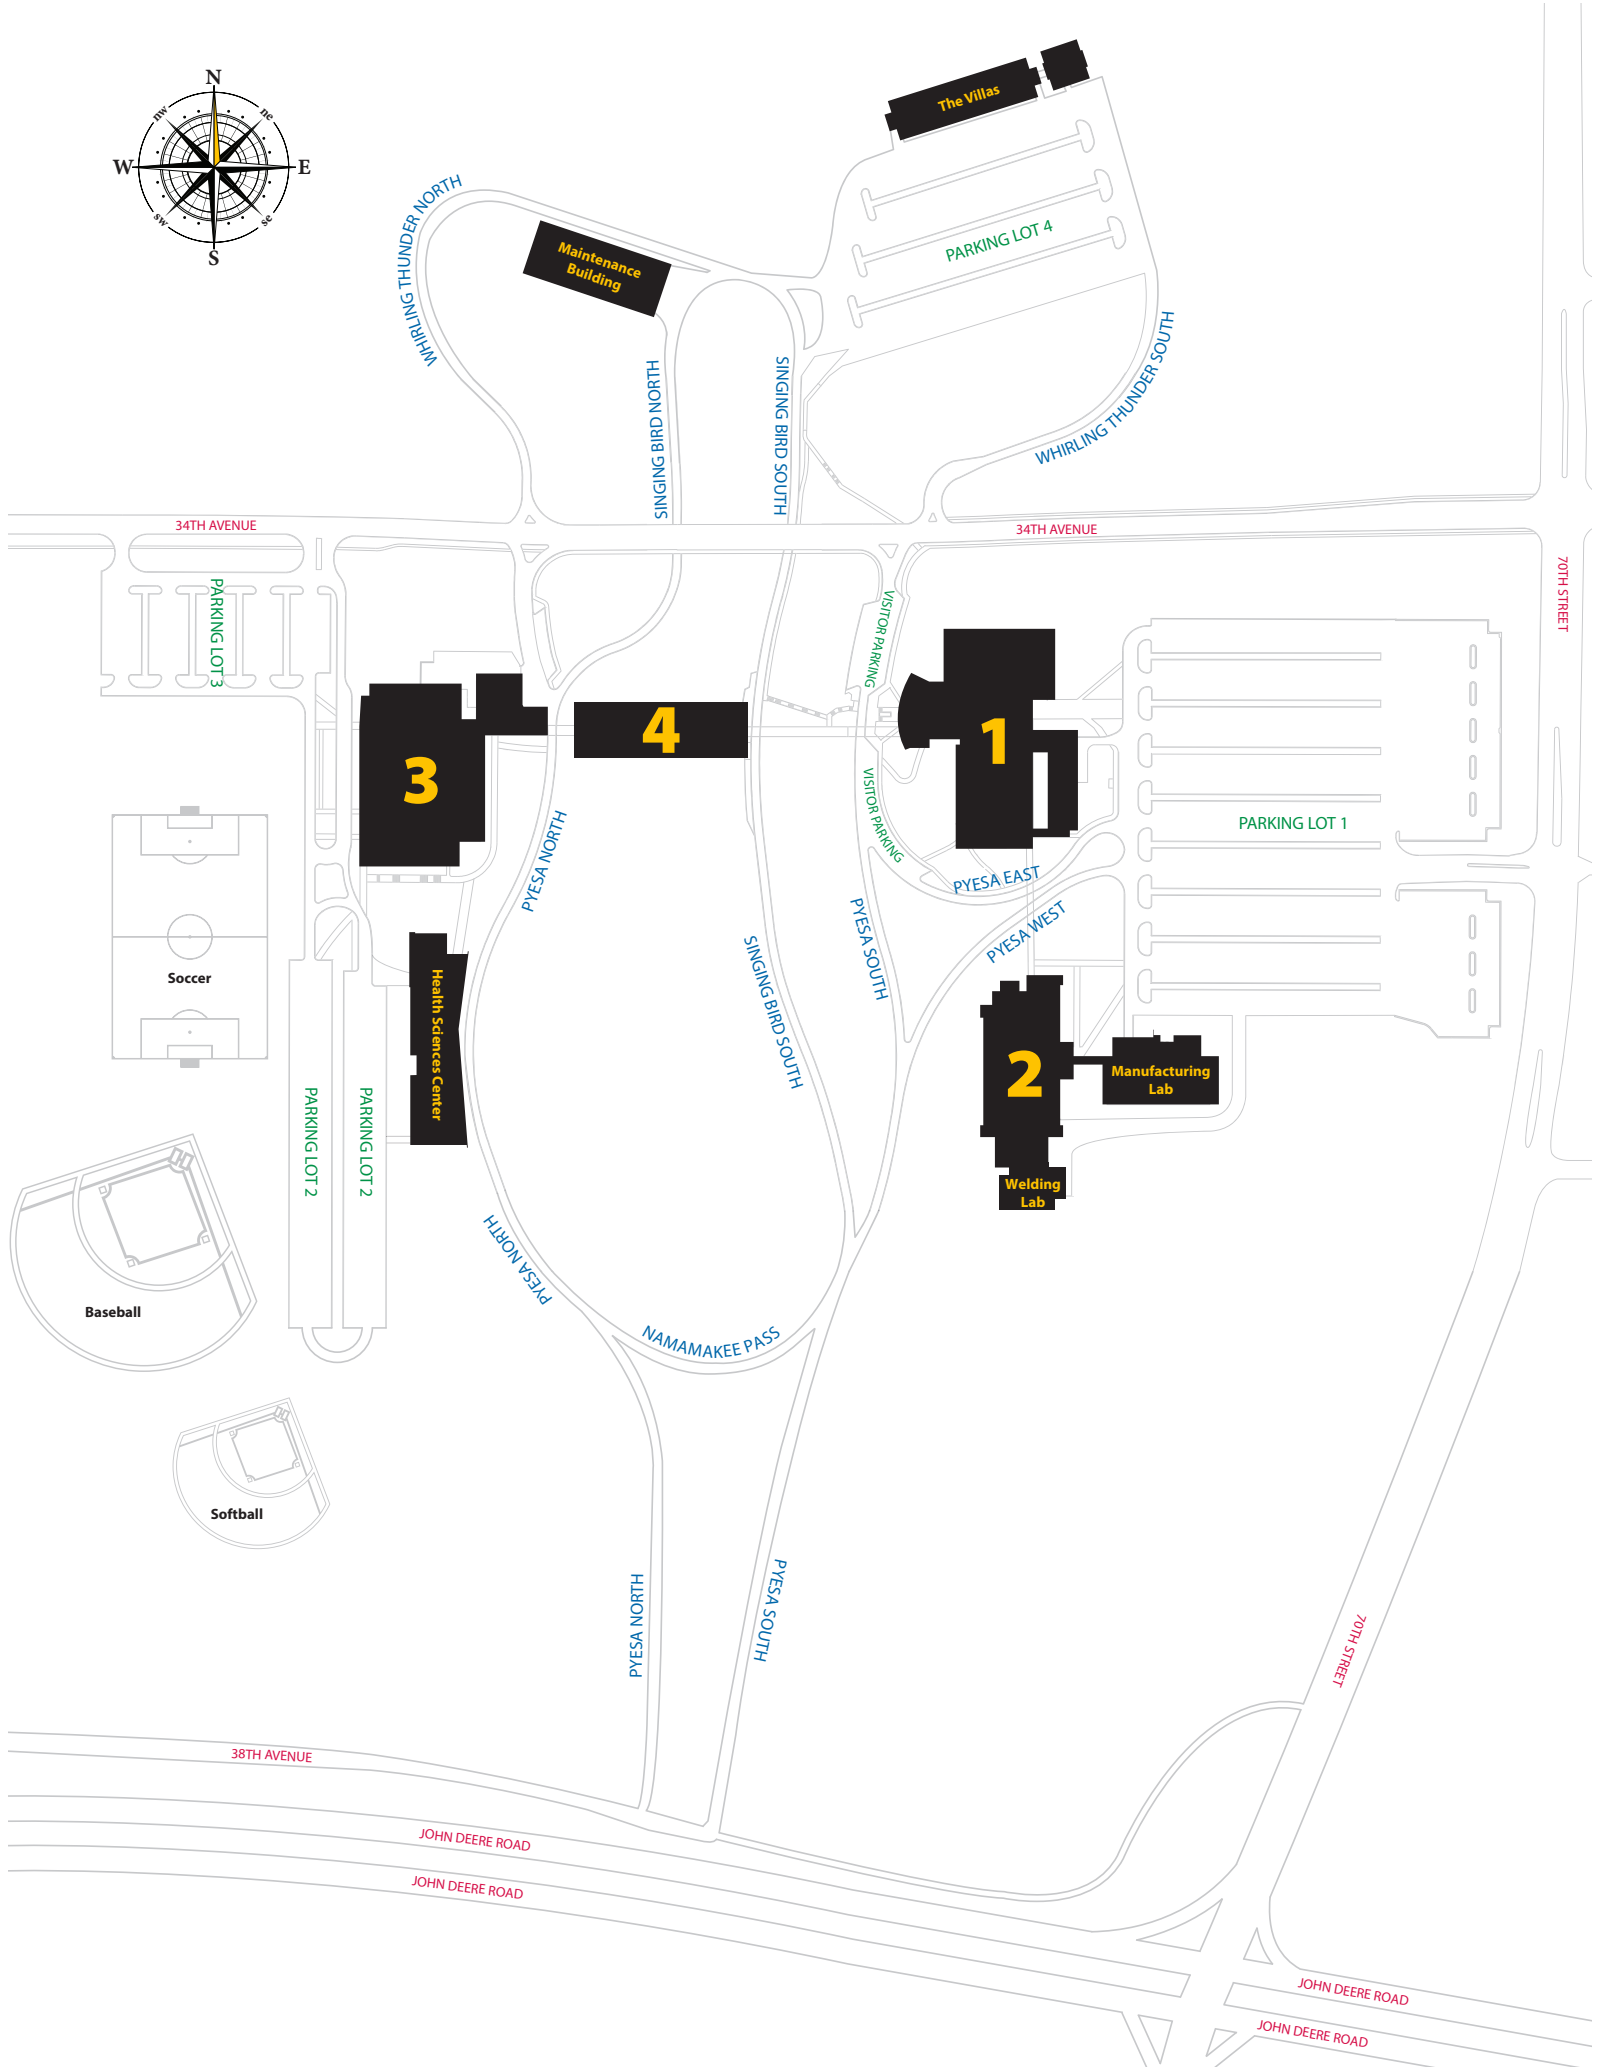 N
nw
ne
W
E
sw
se
S
The Villas
WHIRLING THUNDER NORTH
Maintenance
Building
PARKING LOT 4
SINGING BIRD NORTH
SINGING BIRD SOUTH
WHIRLING THUNDER SOUTH
34TH AVENUE
34TH AVENUE
70TH STREET
PARKING LOT 3
VISITOR PARKING
4
1
3
VISITOR PARKING
PARKING LOT 1
PYESA NORTH
PYESA EAST
PYESA WEST
PYESA SOUTH
SINGING BIRD SOUTH
Soccer
Health Sciences Center
2
Manufacturing
Lab
PARKING LOT 2
PARKING LOT 2
Welding
Lab
PYESA NORTH
Baseball
NAMAMAKEE PASS
Softball
PYESA NORTH
PYESA SOUTH
70TH STREET
38TH AVENUE
JOHN DEERE ROAD
JOHN DEERE ROAD
JOHN DEERE ROAD
JOHN DEERE ROAD